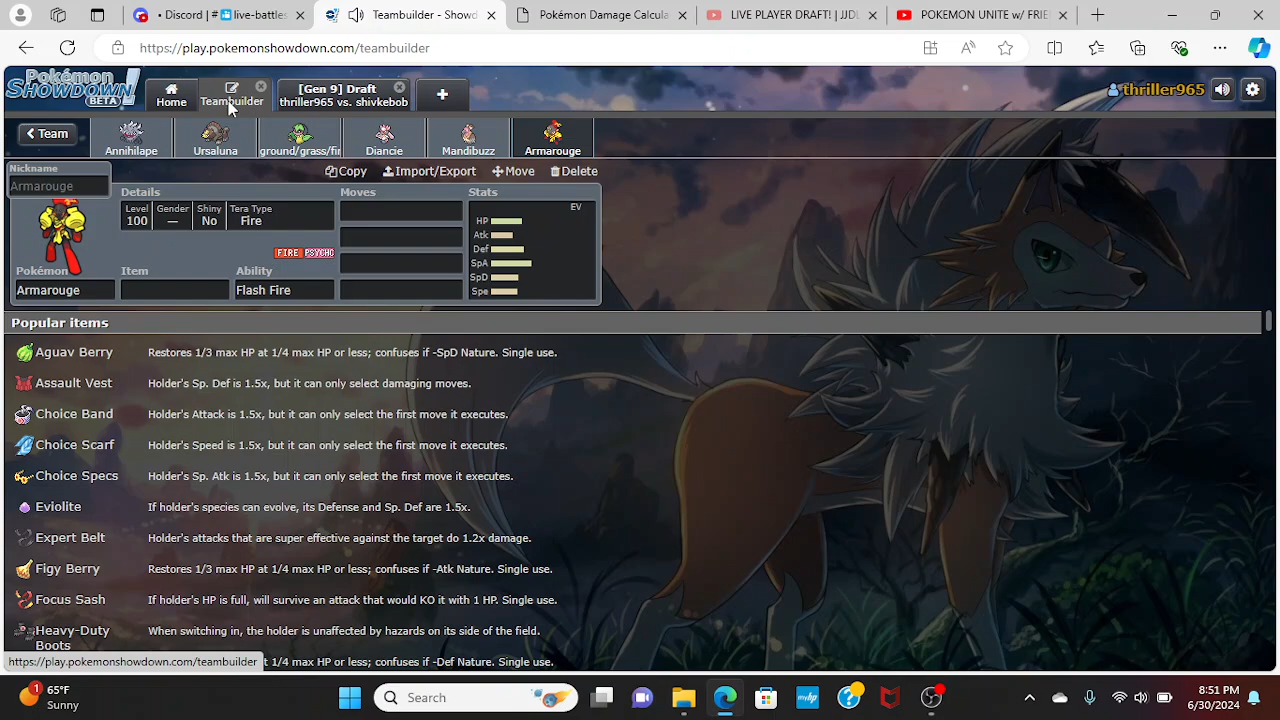 Discord | # live-battles
Teambuilder - Showd
Pokémon Damage Calcula
LIVE PLAYER DRAFT! JJDL
POKEMON UNITE w/ FRIE
https://play.pokemonshowdown.com/teambuilder
Pokémon
SHOWDOWN!
BETA
Home
Teambuilder
[Gen 9] Draft
thriller965 vs. shivkebob
thriller965
Team
Annihilape
Ursaluna
ground/grass/fir
Diancie
Mandibuzz
Armarouge
Nickname
Armarouge
Copy
Import/Export
Move
Delete
Details
Moves
Stats
Level
100
Gender
—
Shiny
No
Tera Type
Fire
EV
HP
Atk
Def
SpA
SpD
Spe
FIRE PSYCHC
Pokémon
Armarouge
Item
Ability
Flash Fire
Popular items
Aguav Berry Restores 1/3 max HP at 1/4 max HP or less; confuses if -SpD Nature. Single use.
Assault Vest Holder's Sp. Def is 1.5x, but it can only select damaging moves.
Choice Band Holder's Attack is 1.5x, but it can only select the first move it executes.
Choice Scarf Holder's Speed is 1.5x, but it can only select the first move it executes.
Choice Specs Holder's Sp. Atk is 1.5x, but it can only select the first move it executes.
Eviolite If holder's species can evolve, its Defense and Sp. Def are 1.5x.
Expert Belt Holder's attacks that are super effective against the target do 1.2x damage.
Figy Berry Restores 1/3 max HP at 1/4 max HP or less; confuses if -Atk Nature. Single use.
Focus Sash If holder's HP is full, will survive an attack that would KO it with 1 HP. Single use.
Heavy-Duty Boots When switching in, the holder is unaffected by hazards on its side of the field.
https://play.pokemonshowdown.com/teambuilder t 1/4 max HP or less; confuses if -Def Nature. Single use.
1
65°F
Sunny
Search
myhp
8:51 PM
6/30/2024